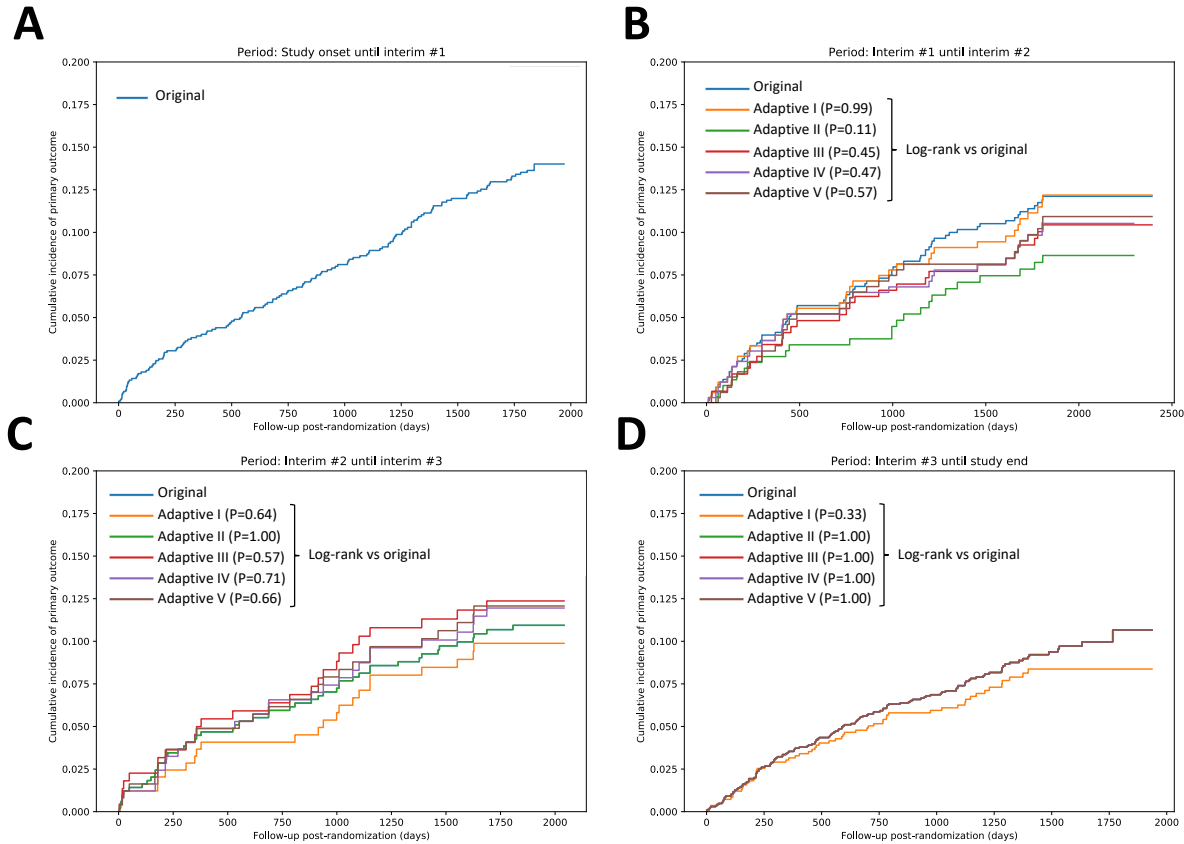 A
Period: Study onset until interim #1
Cumulative incidence of primary outcome
0.200
0.175
0.150
0.125
0.100
0.075
0.050
0.025
0.000
Original
0 250 500 750 1000 1250 1500 1750 2000
Follow-up post-randomization (days)
B
Period: Interim #1 until interim #2
Cumulative incidence of primary outcome
0.200
0.175
0.150
0.125
0.100
0.075
0.050
0.025
0.000
Original
Adaptive I (P=0.99)
Adaptive II (P=0.11)
Adaptive III (P=0.45)
Adaptive IV (P=0.47)
Adaptive V (P=0.57)
Log-rank vs original
0 500 1000 1500 2000 2500
Follow-up post-randomization (days)
C
Period: Interim #2 until interim #3
Cumulative incidence of primary outcome
0.200
0.175
0.150
0.125
0.100
0.075
0.050
0.025
0.000
Original
Adaptive I (P=0.64)
Adaptive II (P=1.00)
Adaptive III (P=0.57)
Adaptive IV (P=0.71)
Adaptive V (P=0.66)
Log-rank vs original
0 250 500 750 1000 1250 1500 1750 2000
Follow-up post-randomization (days)
D
Period: Interim #3 until study end
Cumulative incidence of primary outcome
0.200
0.175
0.150
0.125
0.100
0.075
0.050
0.025
0.000
Original
Adaptive I (P=0.33)
Adaptive II (P=1.00)
Adaptive III (P=1.00)
Adaptive IV (P=1.00)
Adaptive V (P=1.00)
Log-rank vs original
0 250 500 750 1000 1250 1500 1750 2000
Follow-up post-randomization (days)